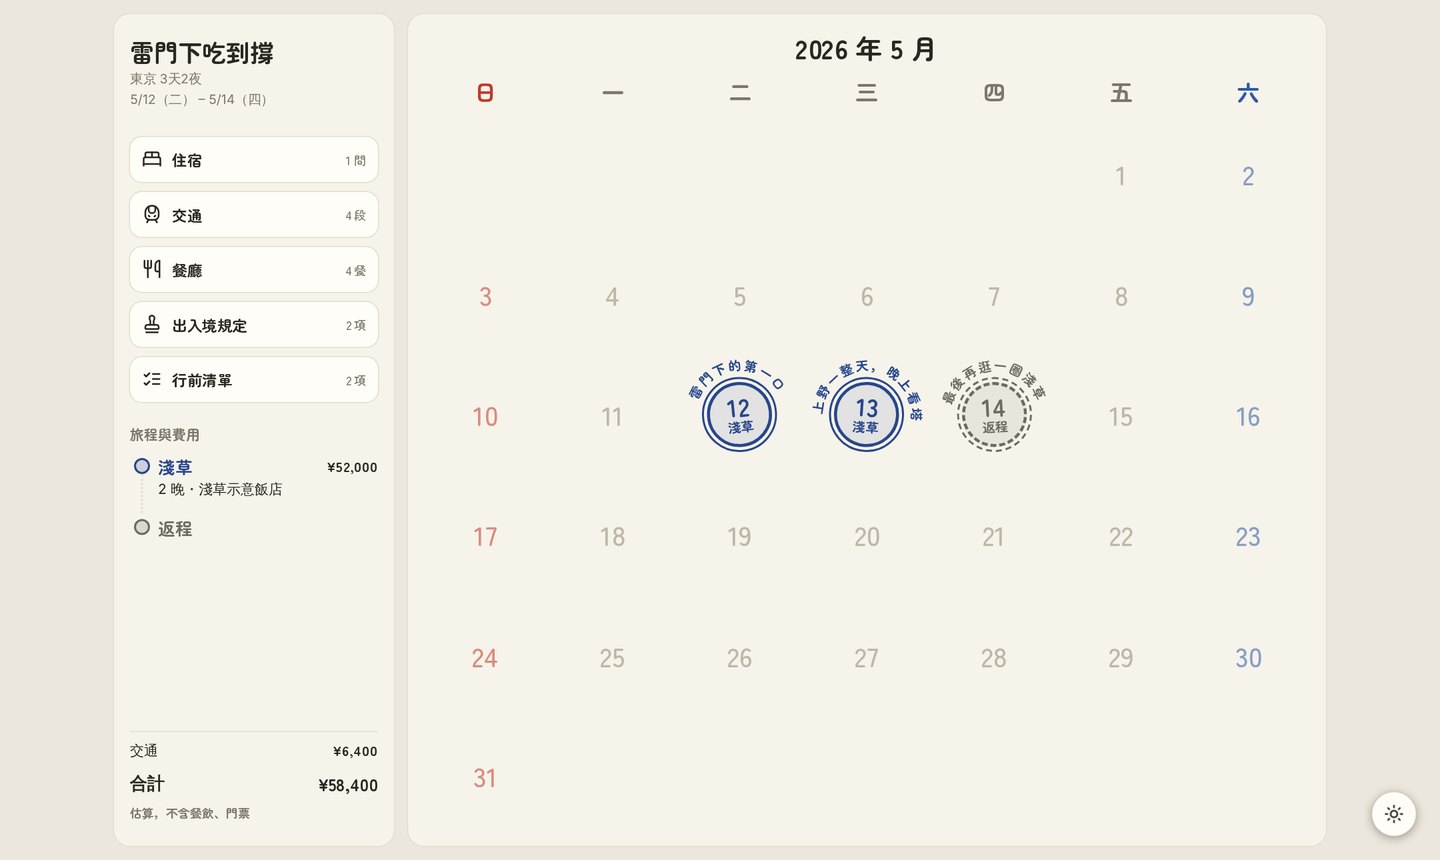 雷門下吃到撐
東京 3天2夜
5/12（二） – 5/14（四）
住宿 1 間
交通 4 段
餐廳 4 餐
出入境規定 2 項
行前清單 2 項
旅程與費用
淺草 ¥52,000
2 晚・淺草示意飯店
返程
交通 ¥6,400
合計 ¥58,400
估算，不含餐飲、門票
2026 年 5 月
日 一 二 三 四 五 六
1 2
3 4 5 6 7 8 9
雷門下的第一口 上野一整天，晚上看塔 最後再逛一圈淺草
10 11 12 13 14 15 16
淺草 淺草 返程
17 18 19 20 21 22 23
24 25 26 27 28 29 30
31